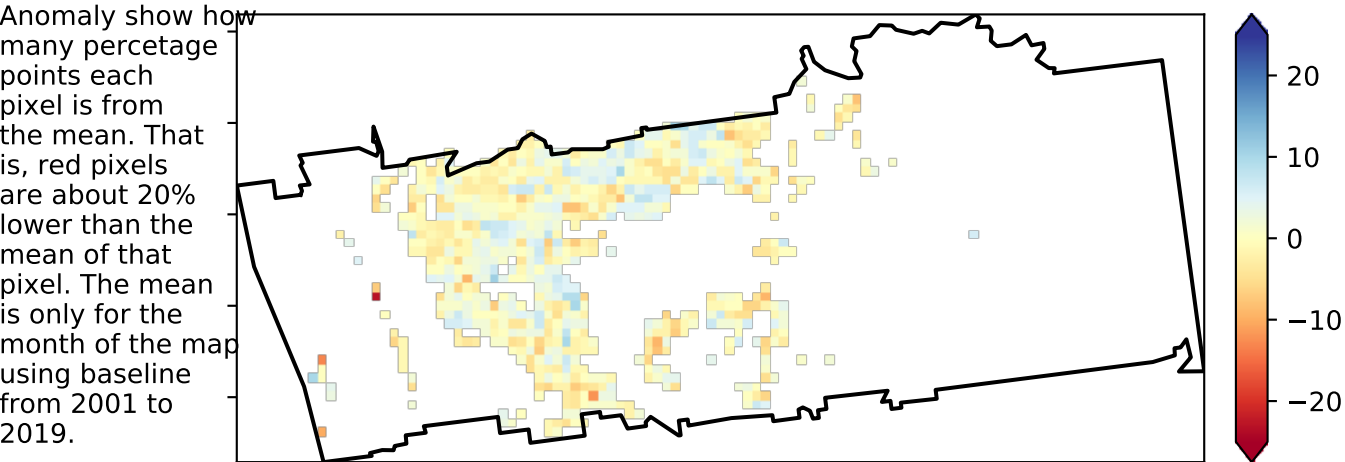 Anomaly show how
many percetage
points each
pixel is from
the mean. That
is, red pixels
are about 20%
lower than the
mean of that
pixel. The mean
is only for the
month of the map
using baseline
from 2001 to
2019.
20
10
0
−10
−20